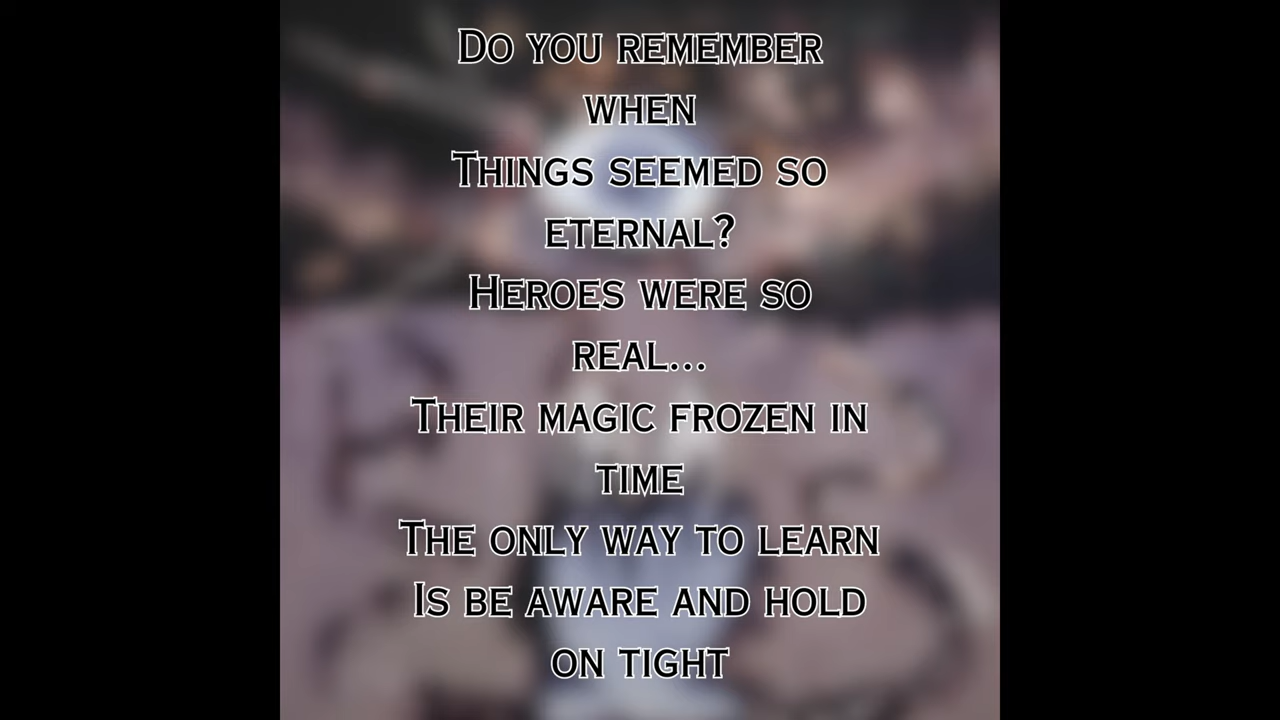 Do you remember
when
Things seemed so
eternal?
Heroes were so
real...
Their magic frozen in
time
The only way to learn
Is be aware and hold
on tight